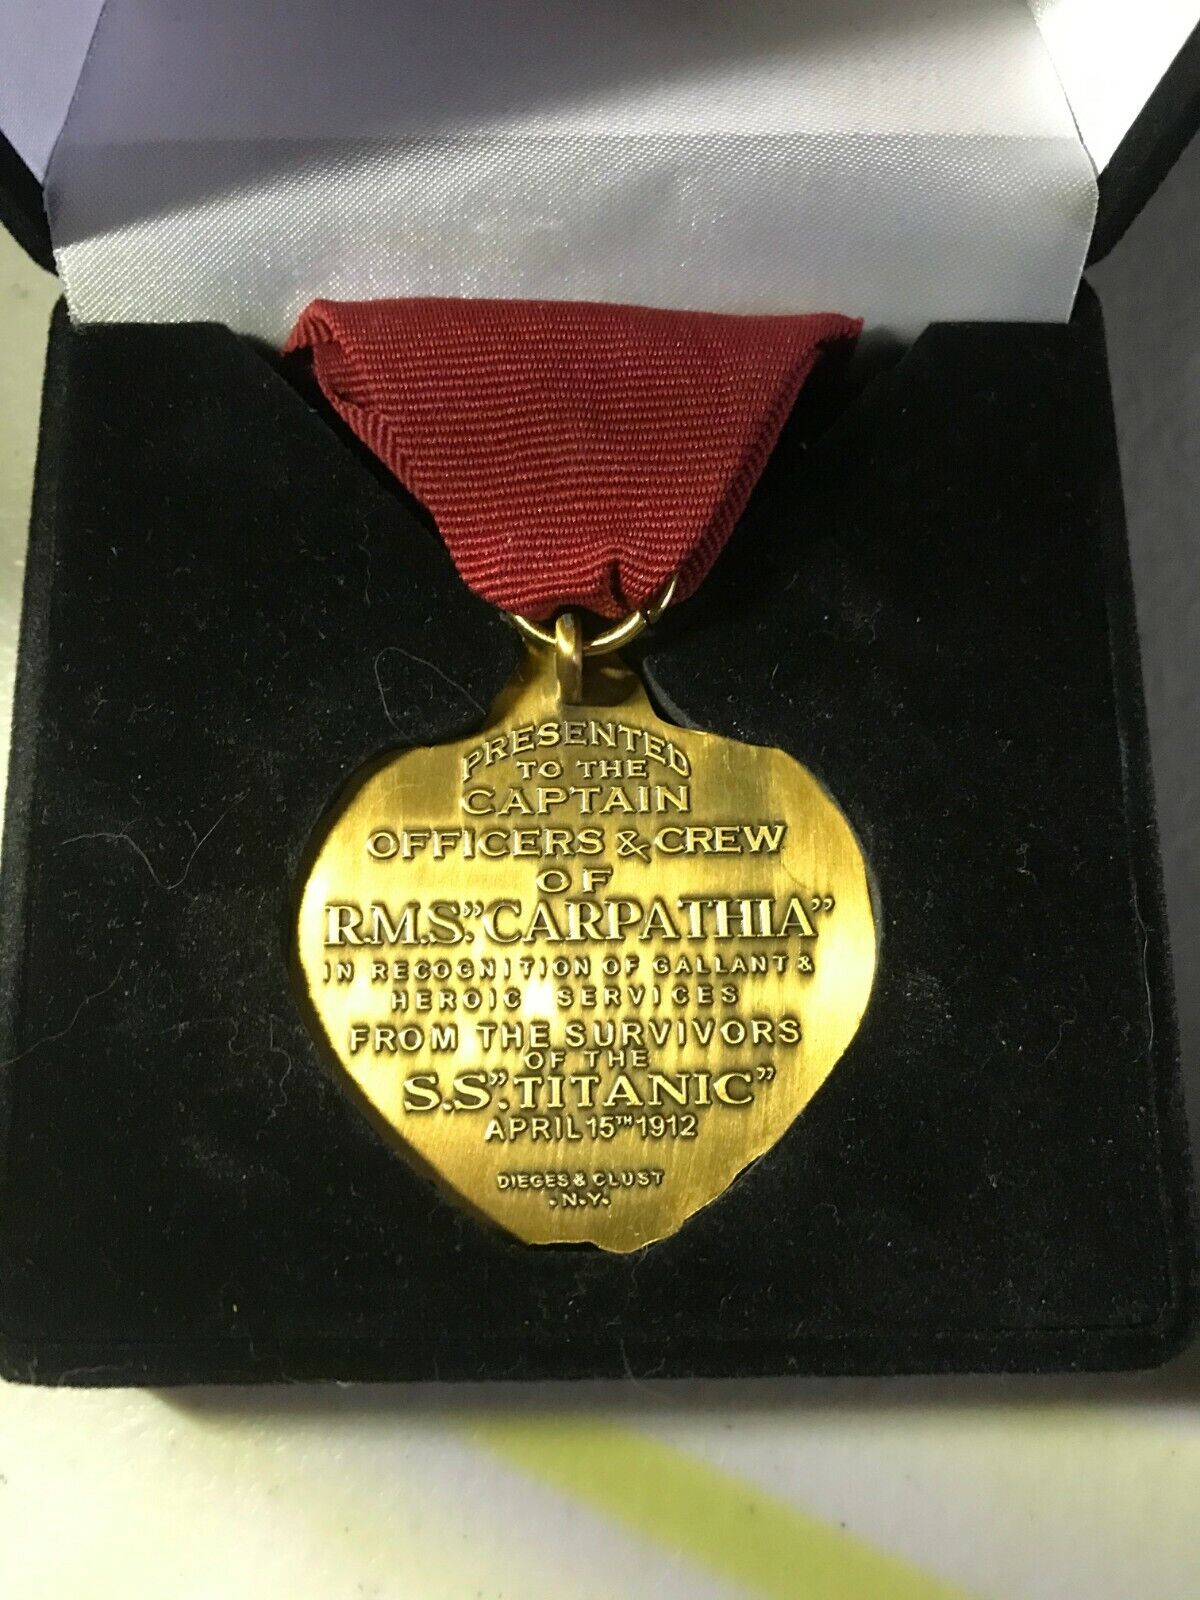 PRESENTED
TO THE
CAPTAIN
OFFICERS & CREW
OF
R.M.S."CARPATHIA"
IN RECOGNITION OF GALLANT &
HEROIC SERVICES
FROM THE SURVIVORS
OF THE
S.S".TITANIC"
APRIL 15TH 1912
DIEGES & CLUST
.N.Y.